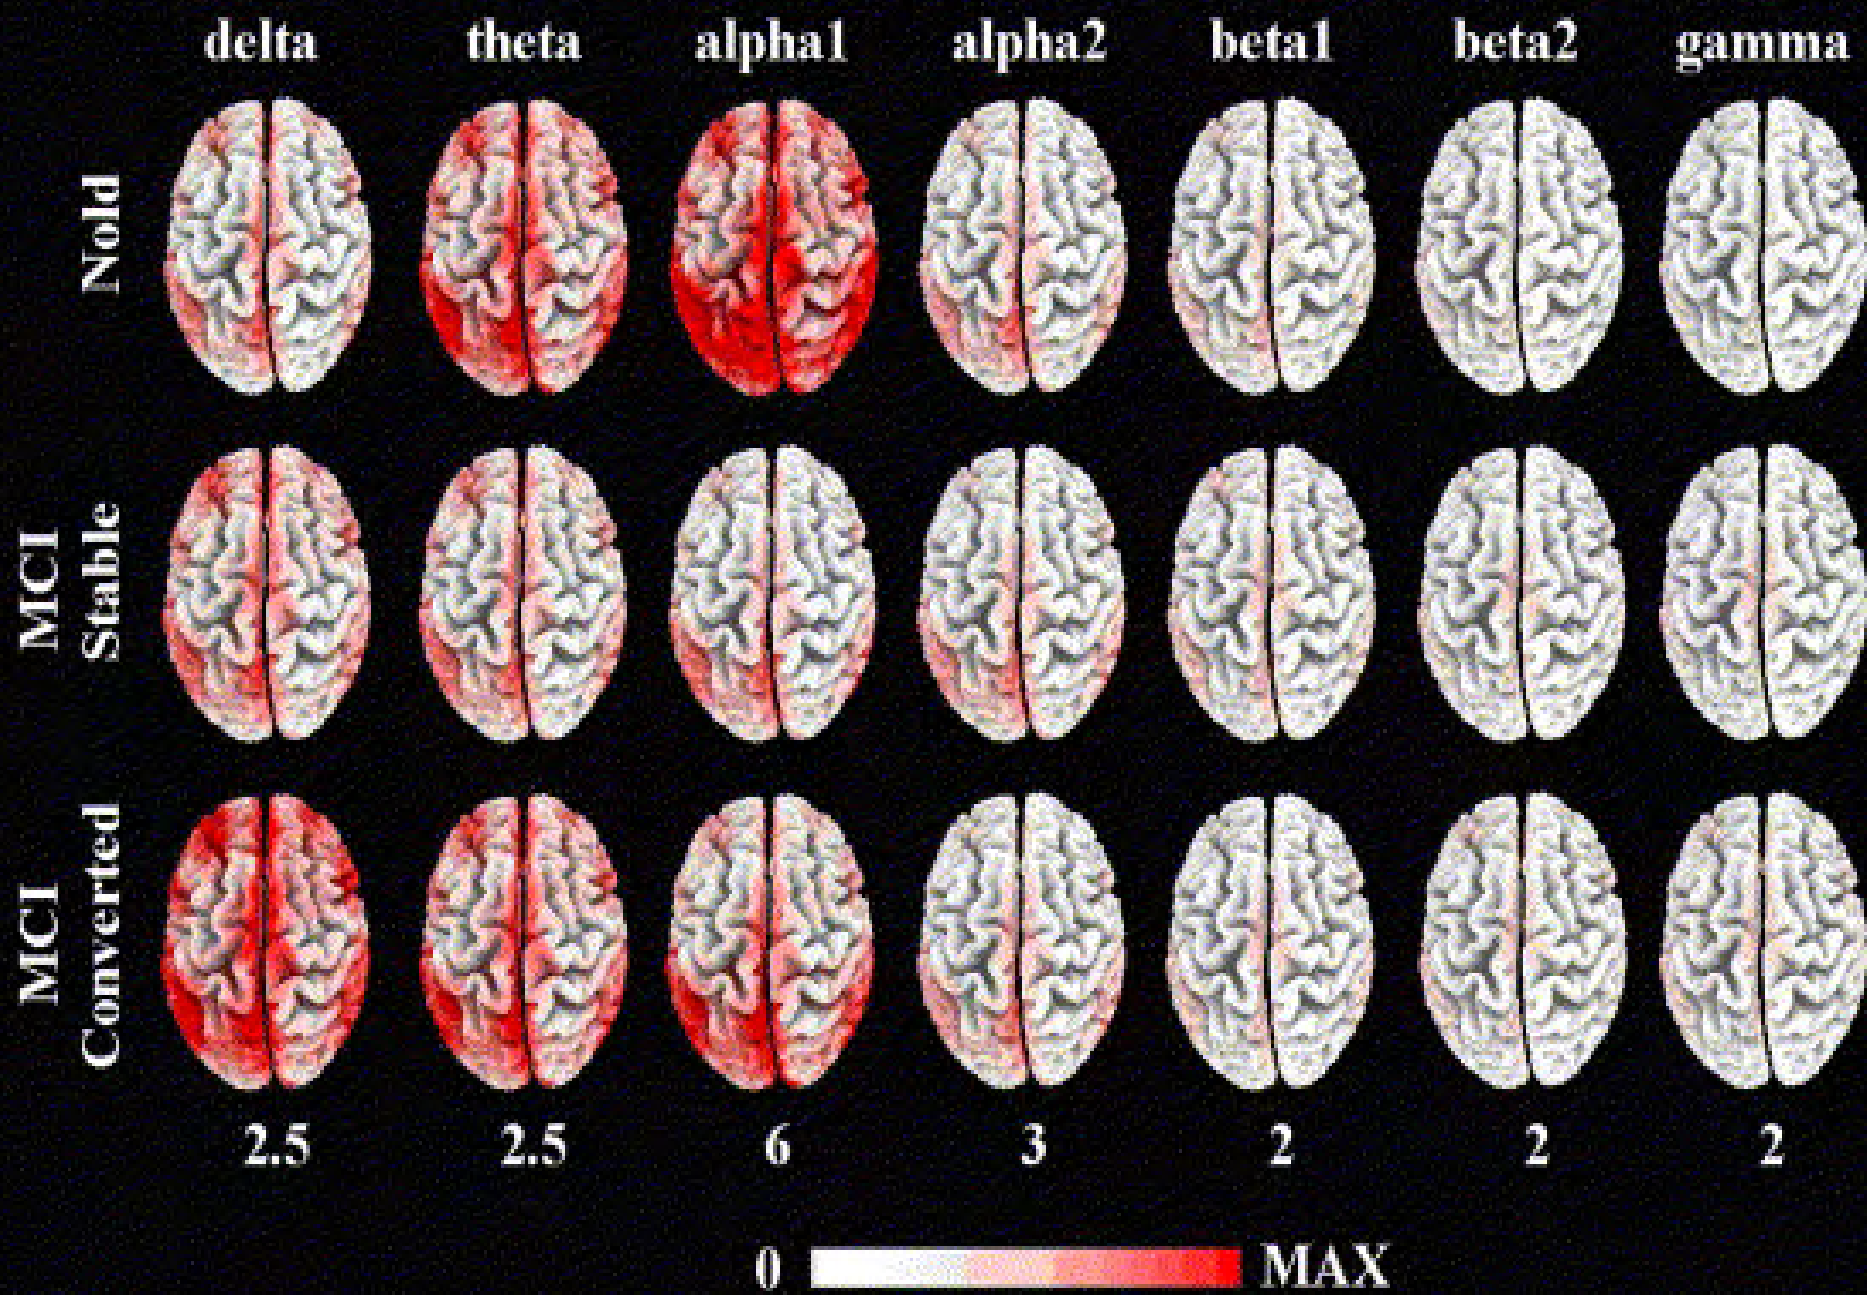 delta theta alpha1 alpha2 beta1 beta2 gamma
Nold
MCI
Stable
MCI
Converted
2.5 2.5 6 3 2 2 2
0 MAX